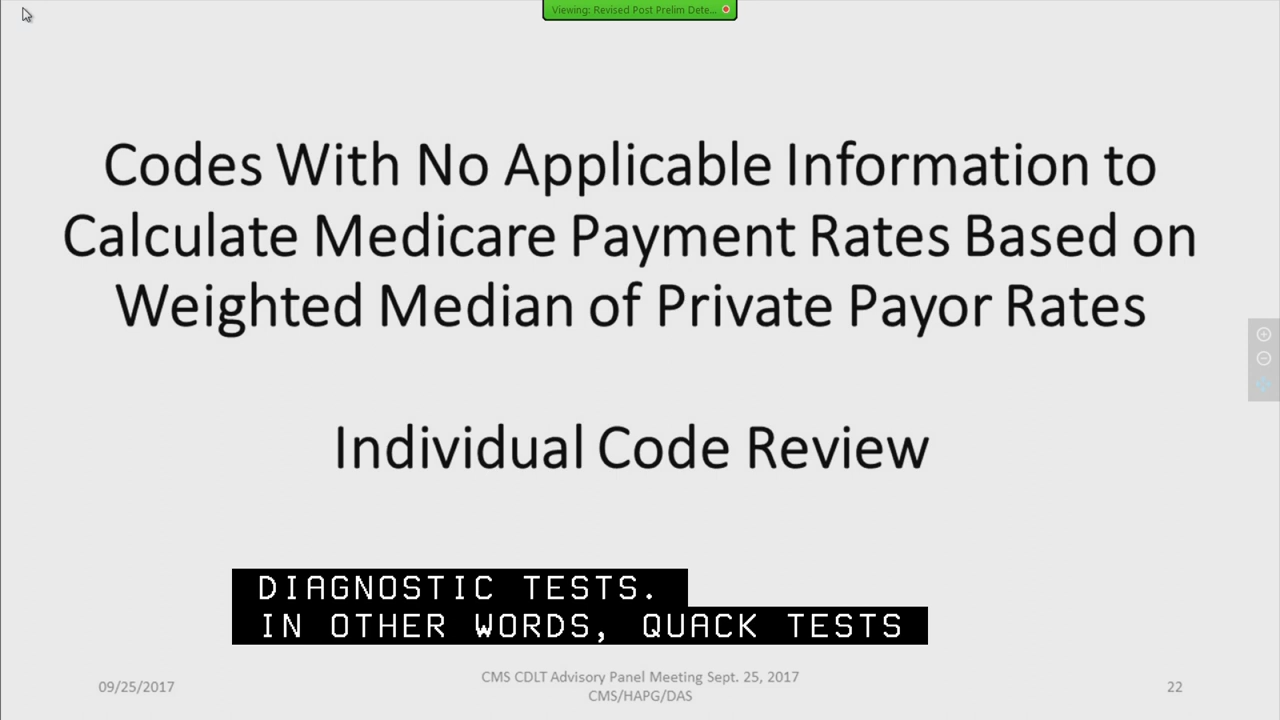 Viewing: Revised Post Prelim Dete...
Codes With No Applicable Information to
Calculate Medicare Payment Rates Based on
Weighted Median of Private Payor Rates
Individual Code Review
DIAGNOSTIC TESTS.
IN OTHER WORDS, QUACK TESTS
09/25/2017
CMS CDLT Advisory Panel Meeting Sept. 25, 2017
CMS/HAPG/DAS
22